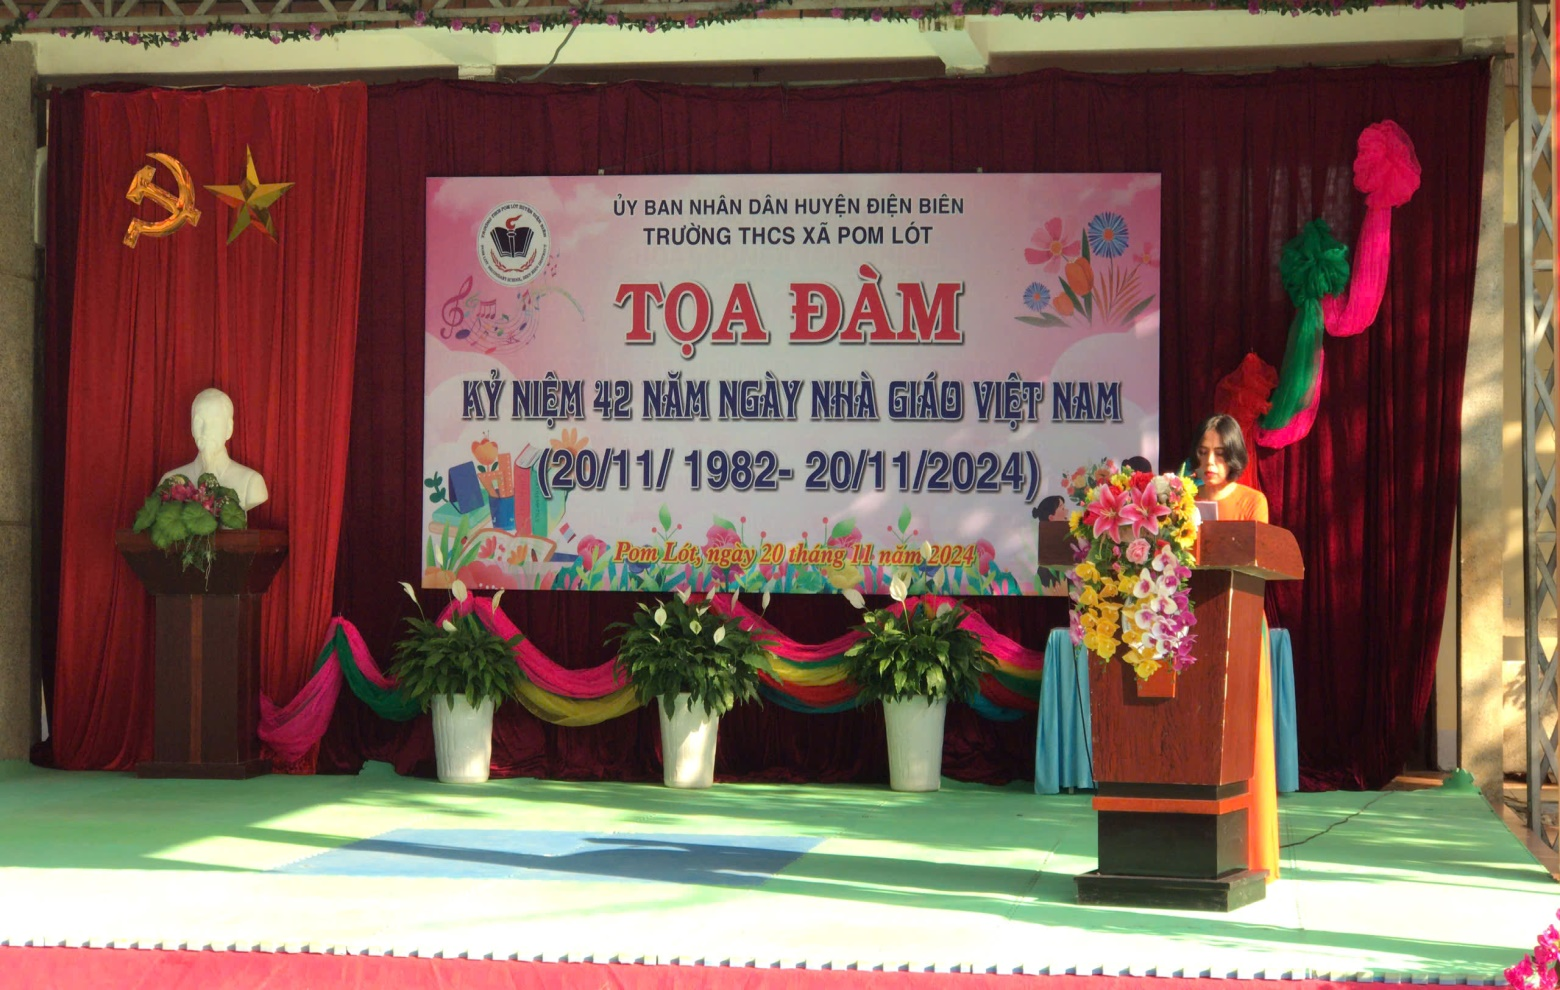 ỦY BAN NHÂN DÂN HUYỆN ĐIỆN BIÊN
TRƯỜNG THCS XÃ POM LÓT
TỌA ĐÀM
KỶ NIỆM 42 NĂM NGÀY NHÀ GIÁO VIỆT NAM
(20/11/ 1982- 20/11/2024)
Pom Lót, ngày 20 tháng 11 năm 2024